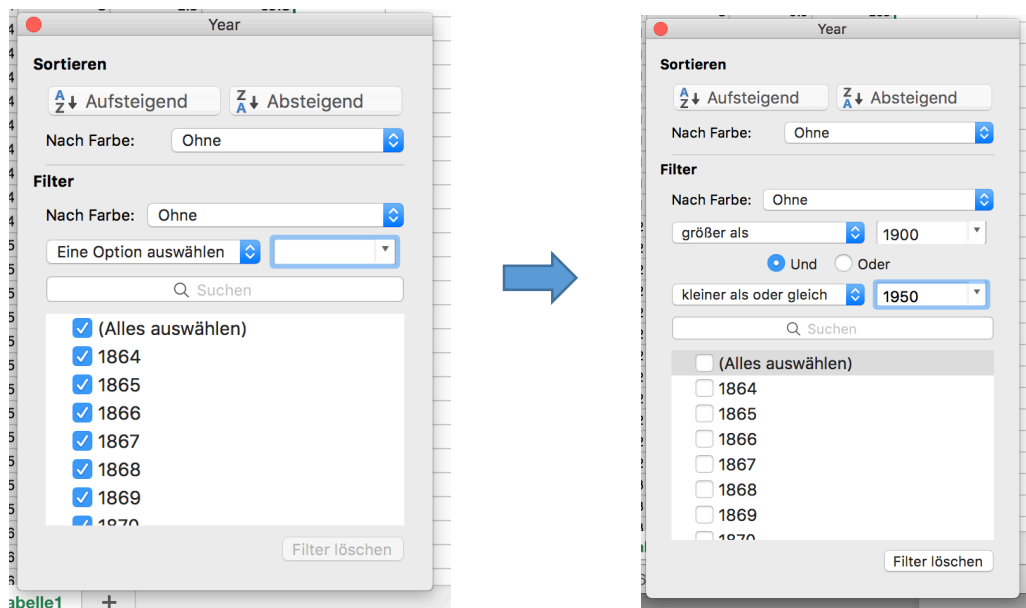 Year
Sortieren
A Z Aufsteigend Z A Absteigend
Nach Farbe: Ohne
Filter
Nach Farbe: Ohne
Eine Option auswählen
Suchen
(Alles auswählen)
1864
1865
1866
1867
1868
1869
1870
Filter löschen
abelle1 +
Year
Sortieren
A Z Aufsteigend Z A Absteigend
Nach Farbe: Ohne
Filter
Nach Farbe: Ohne
größer als 1900
Und Oder
kleiner als oder gleich 1950
Suchen
(Alles auswählen)
1864
1865
1866
1867
1868
1869
1870
Filter löschen